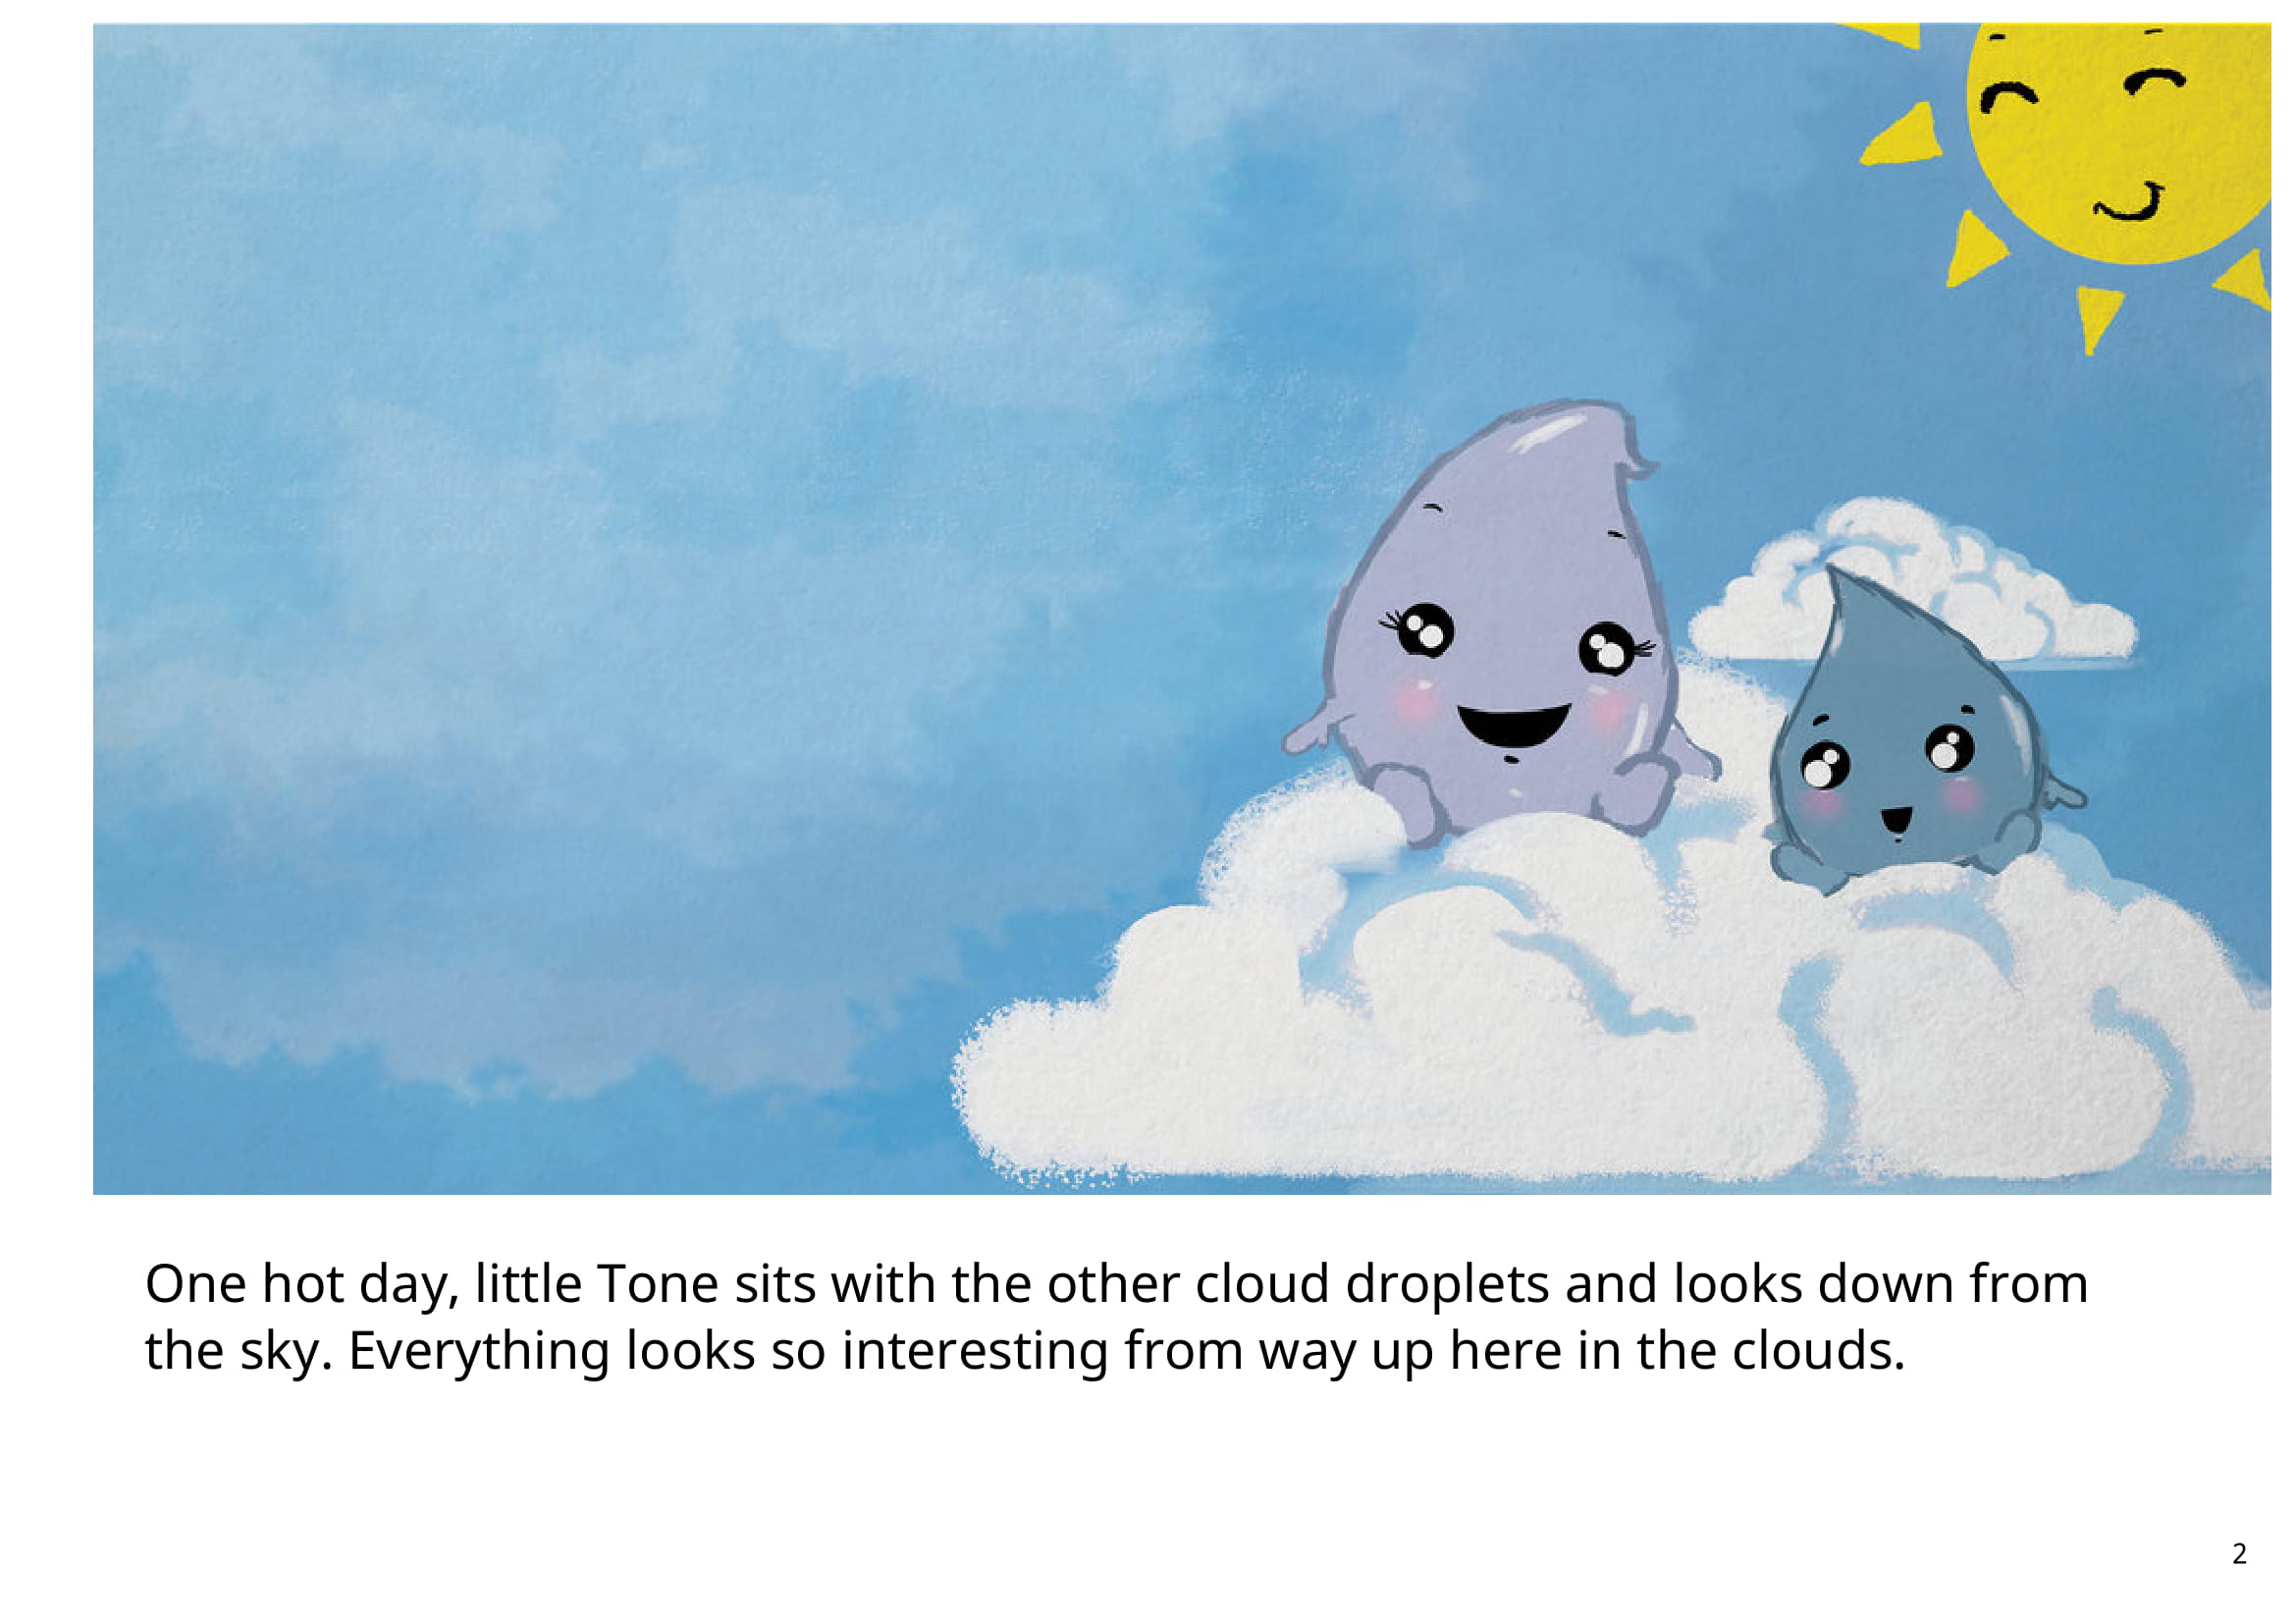 One hot day, little Tone sits with the other cloud droplets and looks down from
the sky. Everything looks so interesting from way up here in the clouds.
2